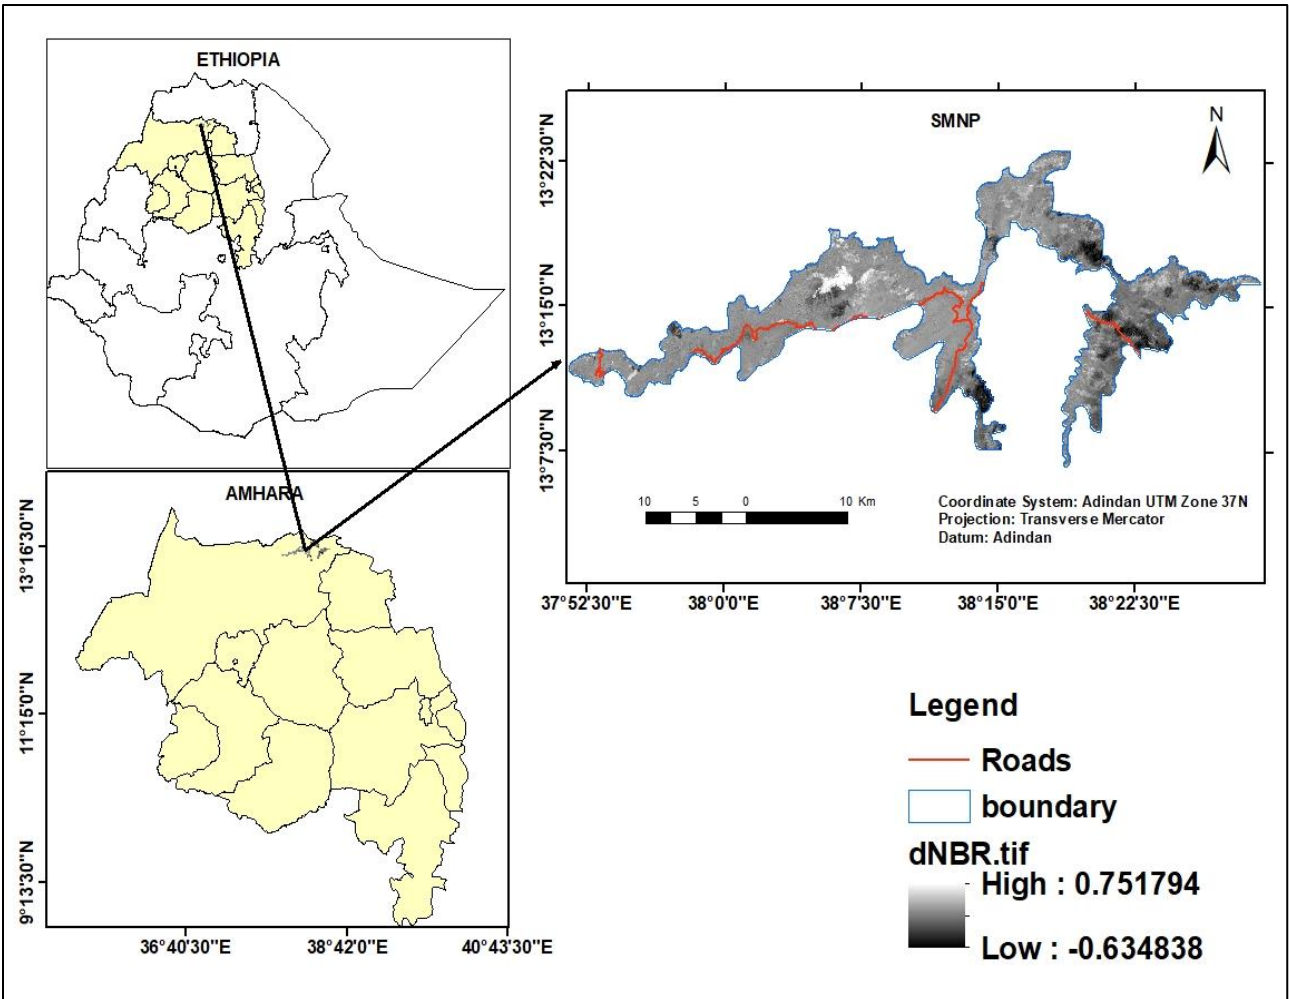 ETHIOPIA
SMNP
N
13°22'30"N
13°15'0"N
13°7'30"N
10 5 0 10 Km
Coordinate System: Adindan UTM Zone 37N
Projection: Transverse Mercator
Datum: Adindan
37°52'30"E 38°0'0"E 38°7'30"E 38°15'0"E 38°22'30"E
AMHARA
13°16'30"N
11°15'0"N
9°13'30"N
36°40'30"E 38°42'0"E 40°43'30"E
Legend
Roads
boundary
dNBR.tif
High : 0.751794
Low : -0.634838